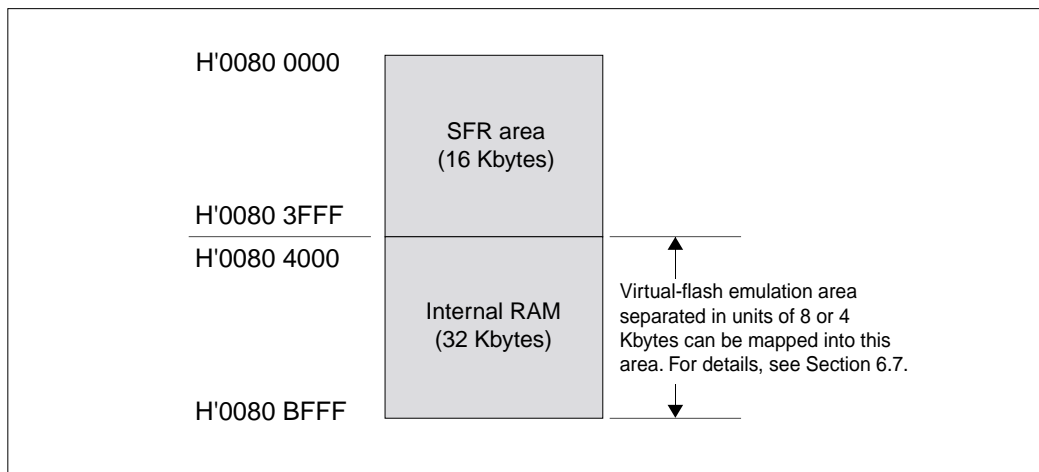 H'0080 0000
SFR area
(16 Kbytes)
H'0080 3FFF
H'0080 4000
Internal RAM
(32 Kbytes)
Virtual-flash emulation area
separated in units of 8 or 4
Kbytes can be mapped into this
area. For details, see Section 6.7.
H'0080 BFFF